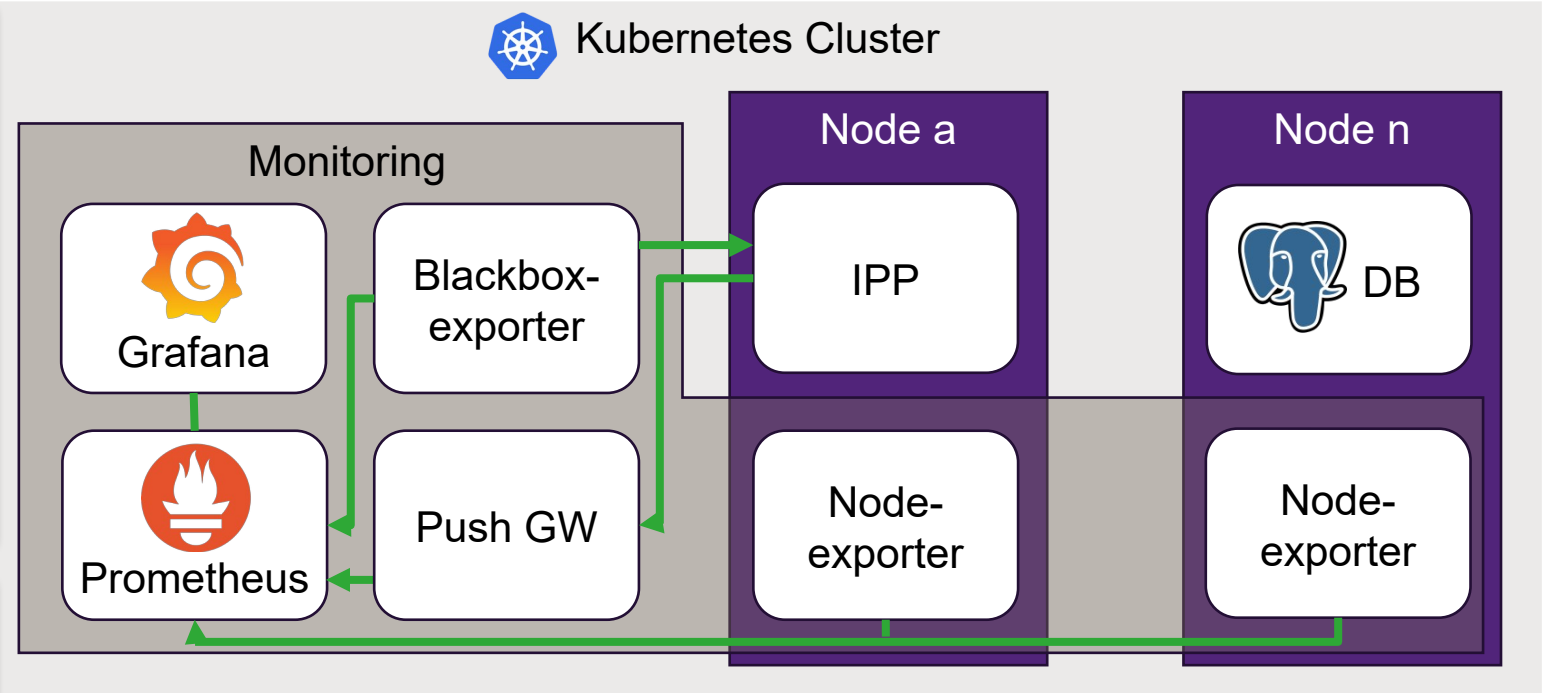 Kubernetes Cluster
Monitoring
Grafana
Blackbox-
exporter
Prometheus
Push GW
Node a
IPP
Node-
exporter
Node n
DB
Node-
exporter